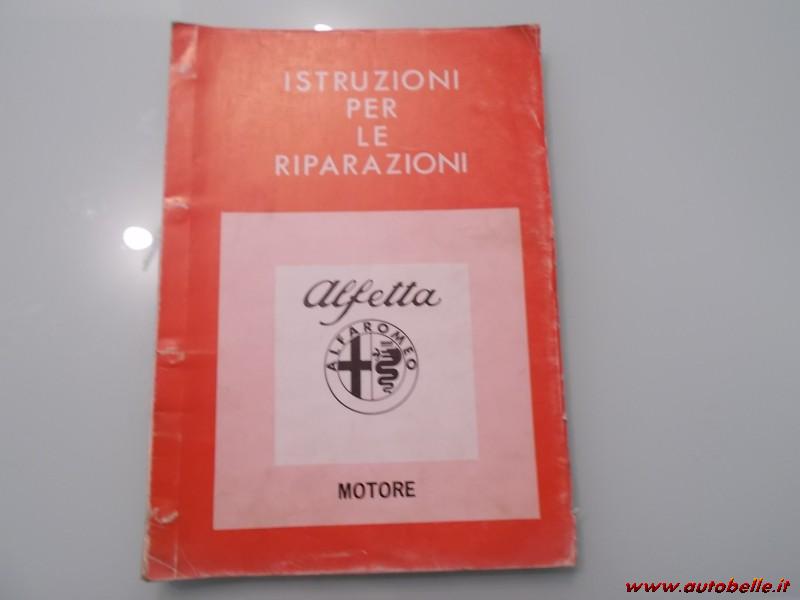 ISTRUZIONI
PER
LE
RIPARAZIONI
alfetta
ALFA ROMEO
MOTORE
www.autobelle.it